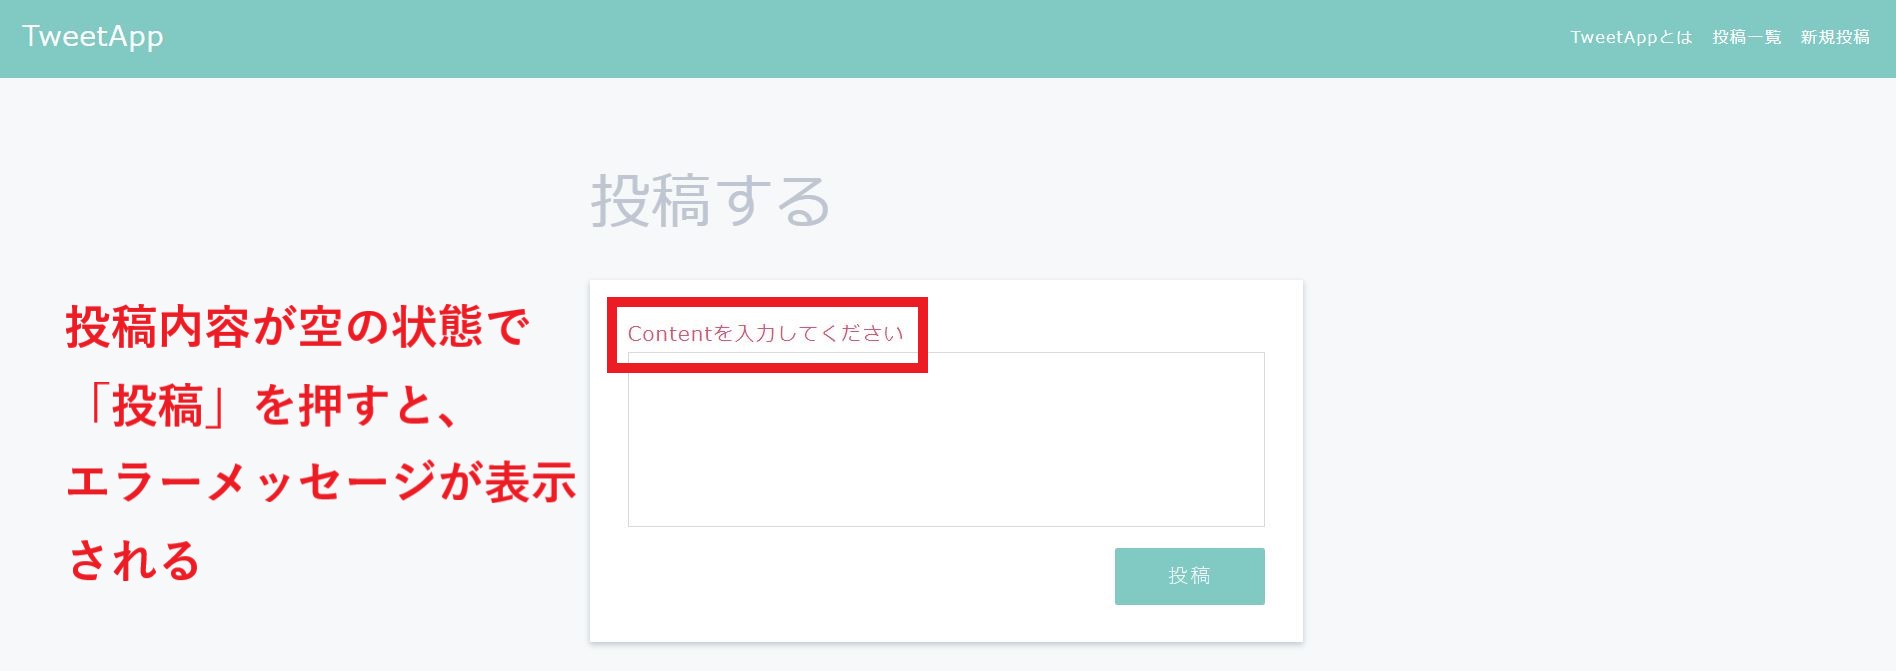 TweetApp
TweetAppとは 投稿一覧 新規投稿
投稿する
投稿内容が空の状態で
「投稿」を押すと、
エラーメッセージが表示
される
Contentを入力してください
投稿